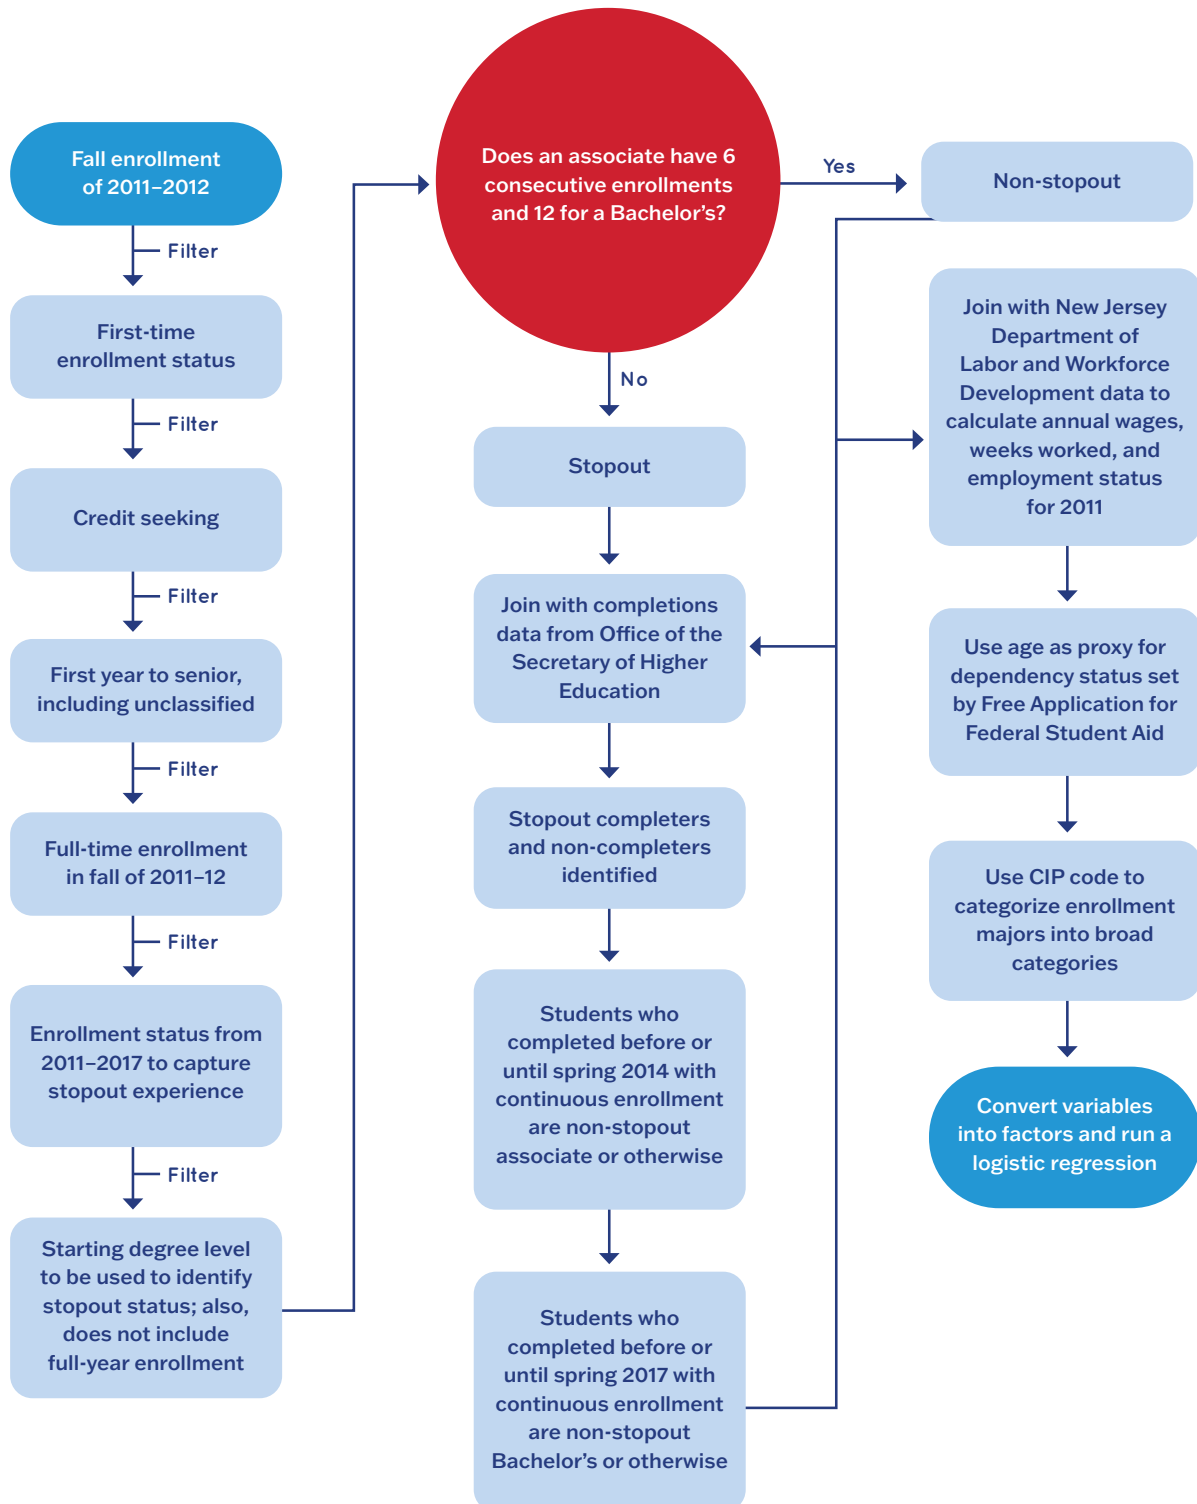 Fall enrollment
of 2011–2012
Filter
First-time
enrollment status
Filter
Credit seeking
Filter
First year to senior,
including unclassified
Filter
Full-time enrollment
in fall of 2011–12
Filter
Enrollment status from
2011–2017 to capture
stopout experience
Filter
Starting degree level
to be used to identify
stopout status; also,
does not include
full-year enrollment
Does an associate have 6
consecutive enrollments
and 12 for a Bachelor's?
Yes
No
Stopout
Join with completions
data from Office of the
Secretary of Higher
Education
Stopout completers
and non-completers
identified
Students who
completed before or
until spring 2014 with
continuous enrollment
are non-stopout
associate or otherwise
Students who
completed before or
until spring 2017 with
continuous enrollment
are non-stopout
Bachelor's or otherwise
Non-stopout
Join with New Jersey
Department of
Labor and Workforce
Development data to
calculate annual wages,
weeks worked, and
employment status
for 2011
Use age as proxy for
dependency status set
by Free Application for
Federal Student Aid
Use CIP code to
categorize enrollment
majors into broad
categories
Convert variables
into factors and run a
logistic regression